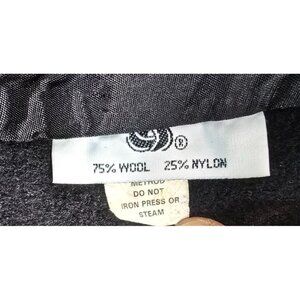 ®
75% WOOL 25% NYLON
METHOD
DO NOT
IRON PRESS OR
STEAM